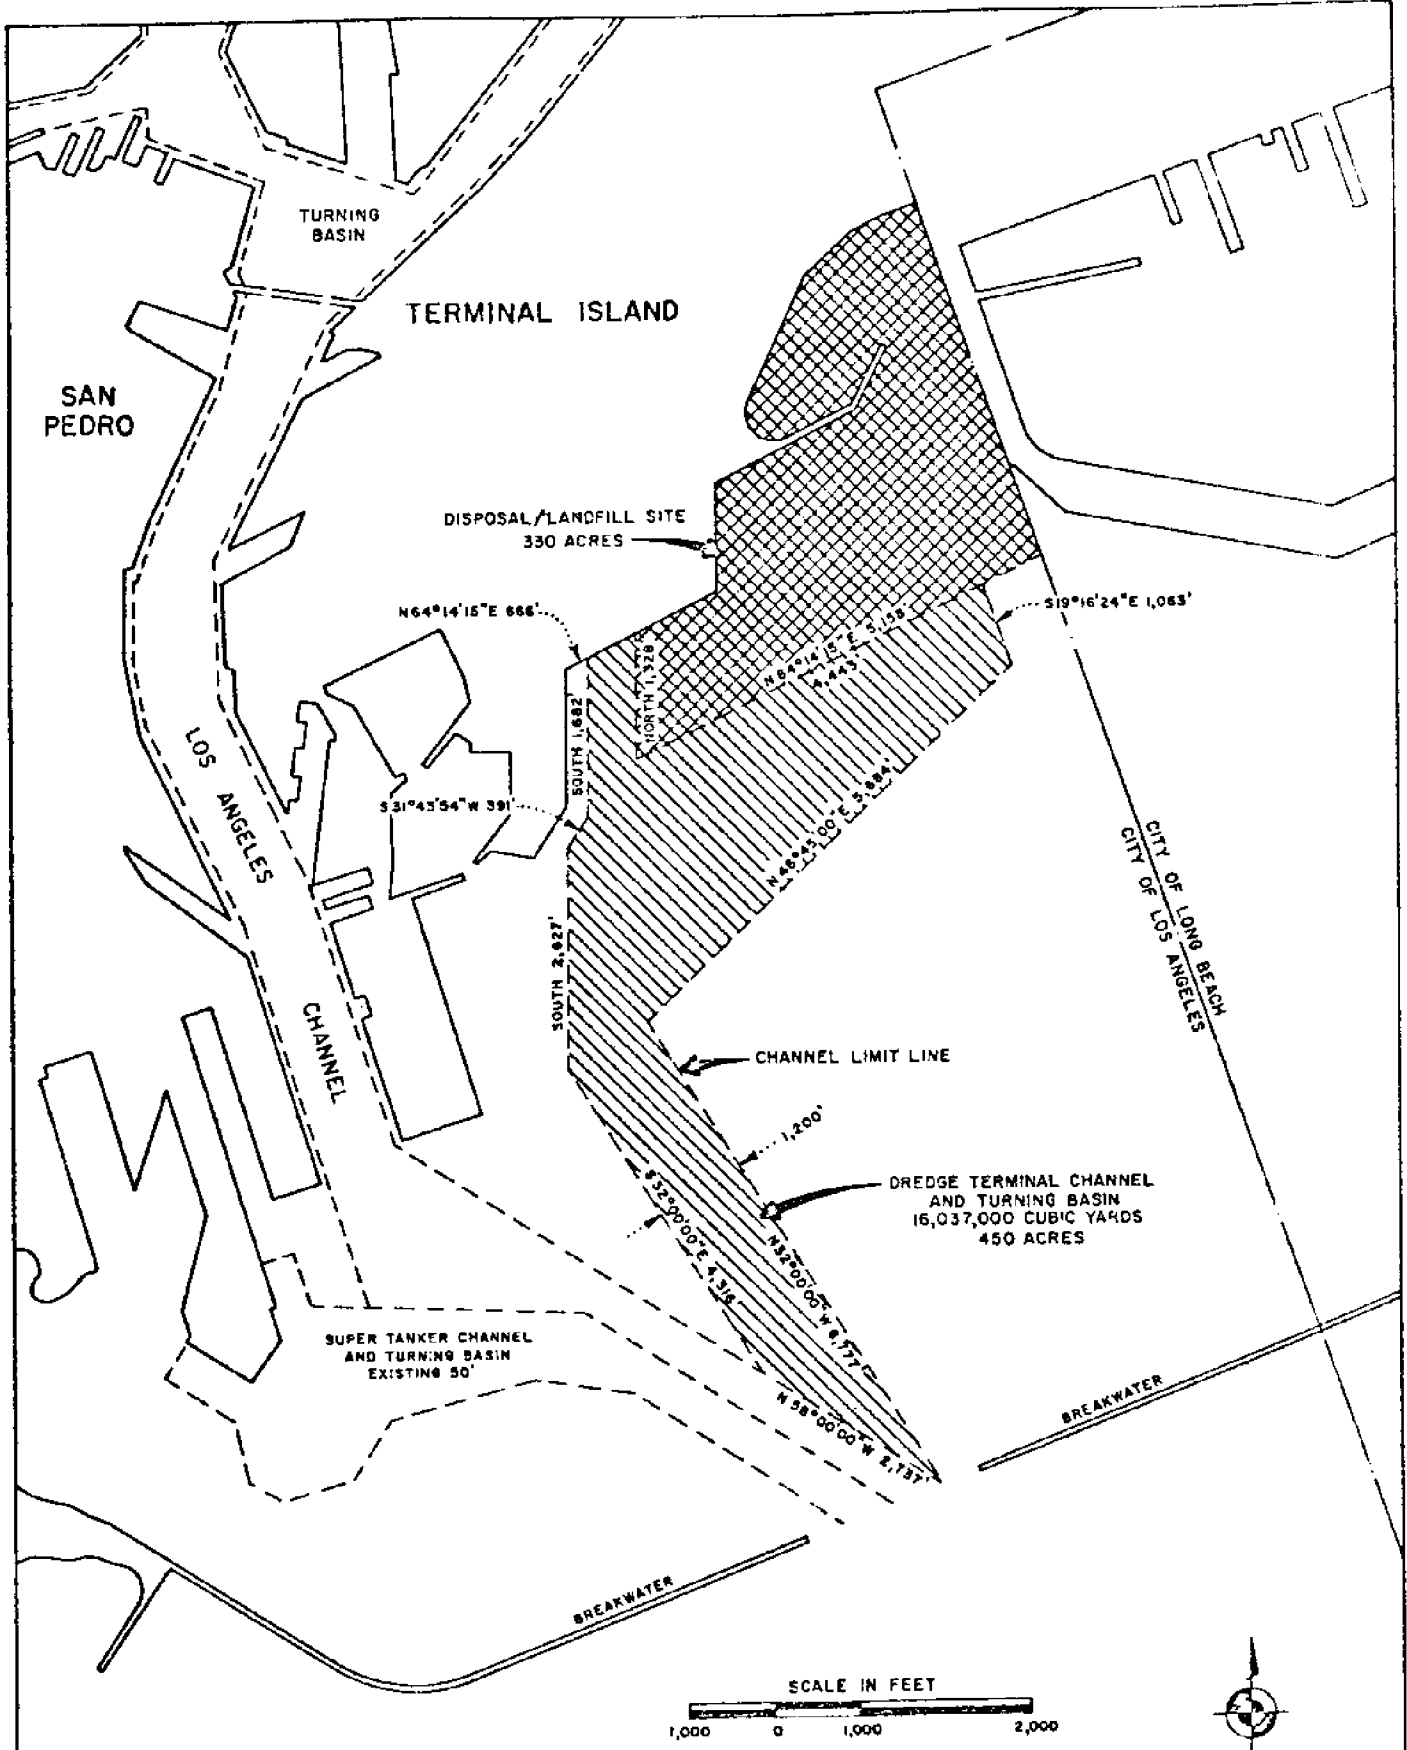 TURNING
BASIN
TERMINAL ISLAND
SAN
PEDRO
DISPOSAL/LANDFILL SITE
330 ACRES
N64°14'15"E 666'
S19°16'24"E 1,063'
NORTH 1,328
N 64°14'15"E 5,158'
4,443'
SOUTH 1,682'
S31°43'54"W 391'
N 46°45'00"E 5,884'
LOS ANGELES CHANNEL
CITY OF LONG BEACH
CITY OF LOS ANGELES
SOUTH 2,627'
CHANNEL LIMIT LINE
1,200'
DREDGE TERMINAL CHANNEL
AND TURNING BASIN
16,037,000 CUBIC YARDS
450 ACRES
S32°00'00"E 4,316'
N32°00'00"W 6,777'
SUPER TANKER CHANNEL
AND TURNING BASIN
EXISTING 50'
N 58°00'00"W 2,737'
BREAKWATER
BREAKWATER
SCALE IN FEET
1,000 0 1,000 2,000